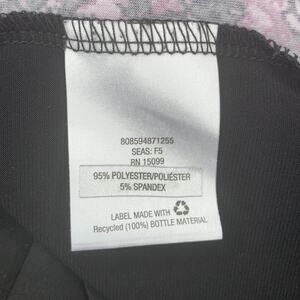 808594871255
SEAS: F5
RN 15099
95% POLYESTER/POLIÉSTER
5% SPANDEX
LABEL MADE WITH
Recycled (100%) BOTTLE MATERIAL